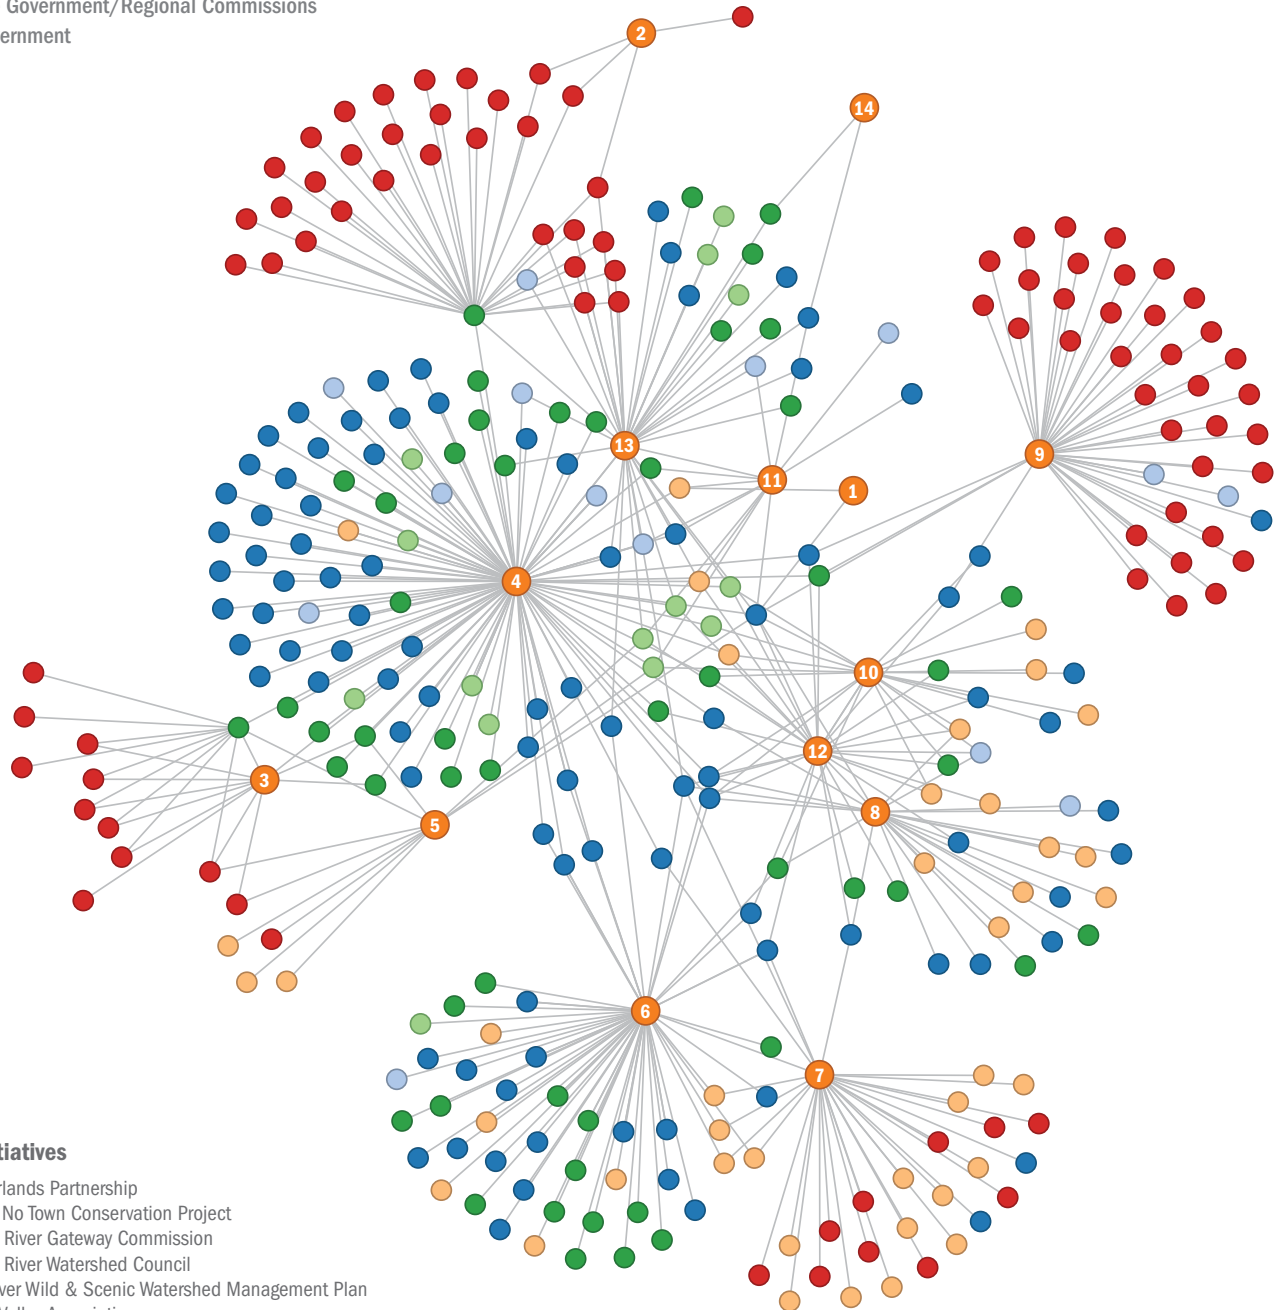 Government/Regional Commissions
ernment
2
14
13
9
11
1
4
10
12
3
8
5
6
7
tiatives
rlands Partnership
No Town Conservation Project
River Gateway Commission
River Watershed Council
ver Wild & Scenic Watershed Management Plan